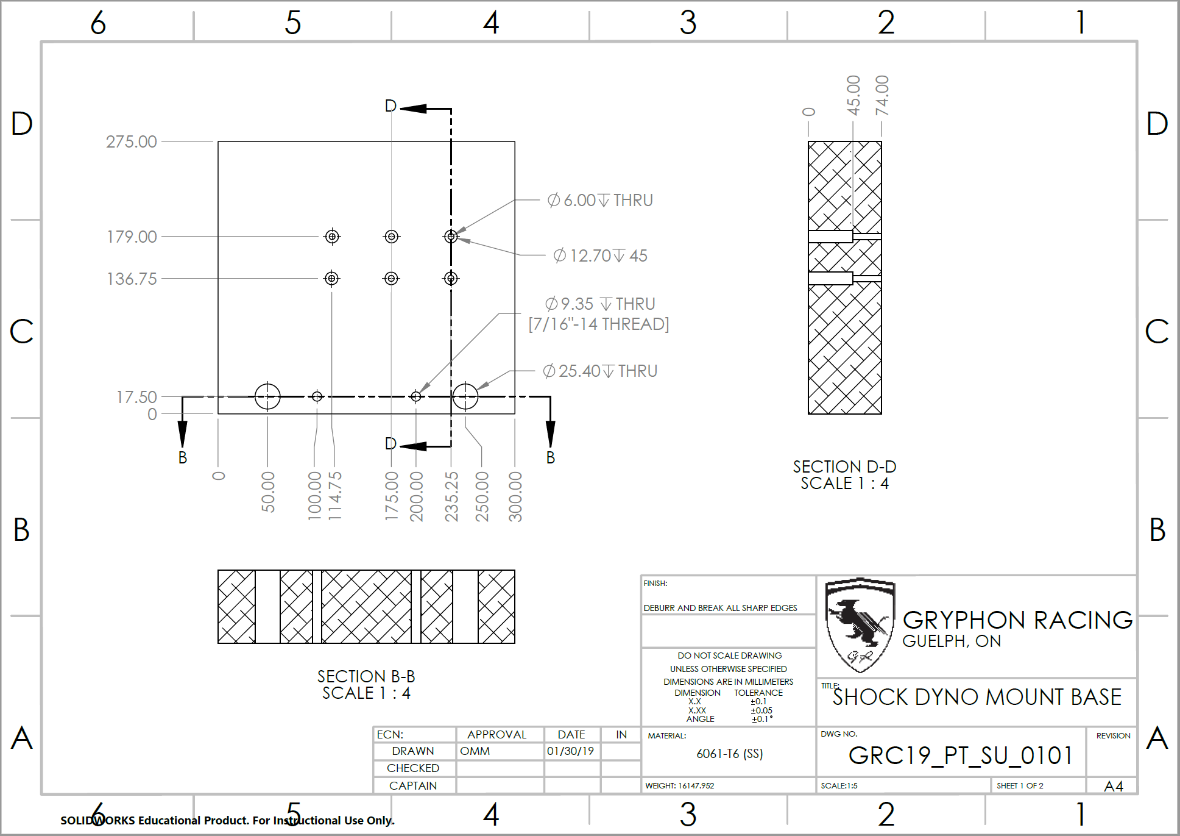 6 5 4 3 2 1
D D
C C
B B
A A
D
275.00
179.00
136.75
17.50
0
∅6.00↧THRU
∅12.70↧45
∅9.35 ↧THRU
[7/16"-14 THREAD]
∅25.40↧THRU
D
B B
0
50.00
100.00
114.75
175.00
200.00
235.25
250.00
300.00
0
45.00
74.00
SECTION D-D
SCALE 1 : 4
SECTION B-B
SCALE 1 : 4
FINISH:
DEBURR AND BREAK ALL SHARP EDGES
DO NOT SCALE DRAWING
UNLESS OTHERWISE SPECIFIED
DIMENSIONS ARE IN MILLIMETERS
DIMENSION TOLERANCE
X.X ±0.1
X.XX ±0.05
ANGLE ±0.1°
GRYPHON RACING
GUELPH, ON
TITLE:
SHOCK DYNO MOUNT BASE
ECN: APPROVAL DATE IN
DRAWN OMM 01/30/19
CHECKED
CAPTAIN
MATERIAL:
6061-T6 (SS)
WEIGHT: 16147.952
DWG NO.
GRC19_PT_SU_0101
REVISION
SCALE:1:5
SHEET 1 OF 2
A4
6 5 4 3 2 1
SOLIDWORKS Educational Product. For Instructional Use Only.